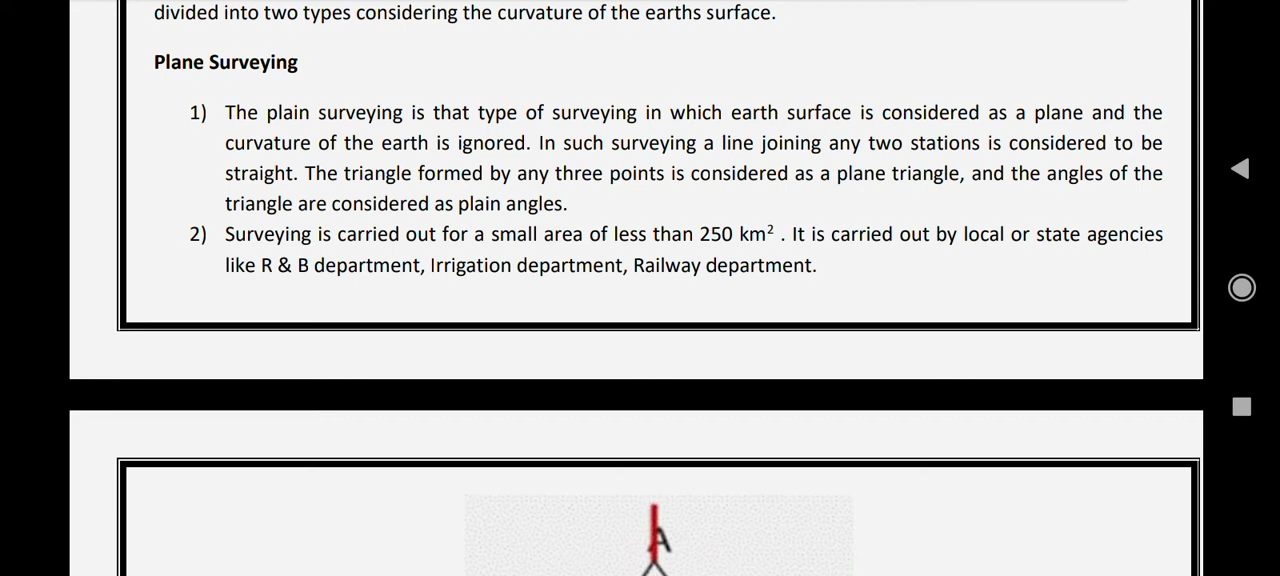 divided into two types considering the curvature of the earths surface.
Plane Surveying
1) The plain surveying is that type of surveying in which earth surface is considered as a plane and the
curvature of the earth is ignored. In such surveying a line joining any two stations is considered to be
straight. The triangle formed by any three points is considered as a plane triangle, and the angles of the
triangle are considered as plain angles.
2) Surveying is carried out for a small area of less than 250 km² . It is carried out by local or state agencies
like R & B department, Irrigation department, Railway department.
A